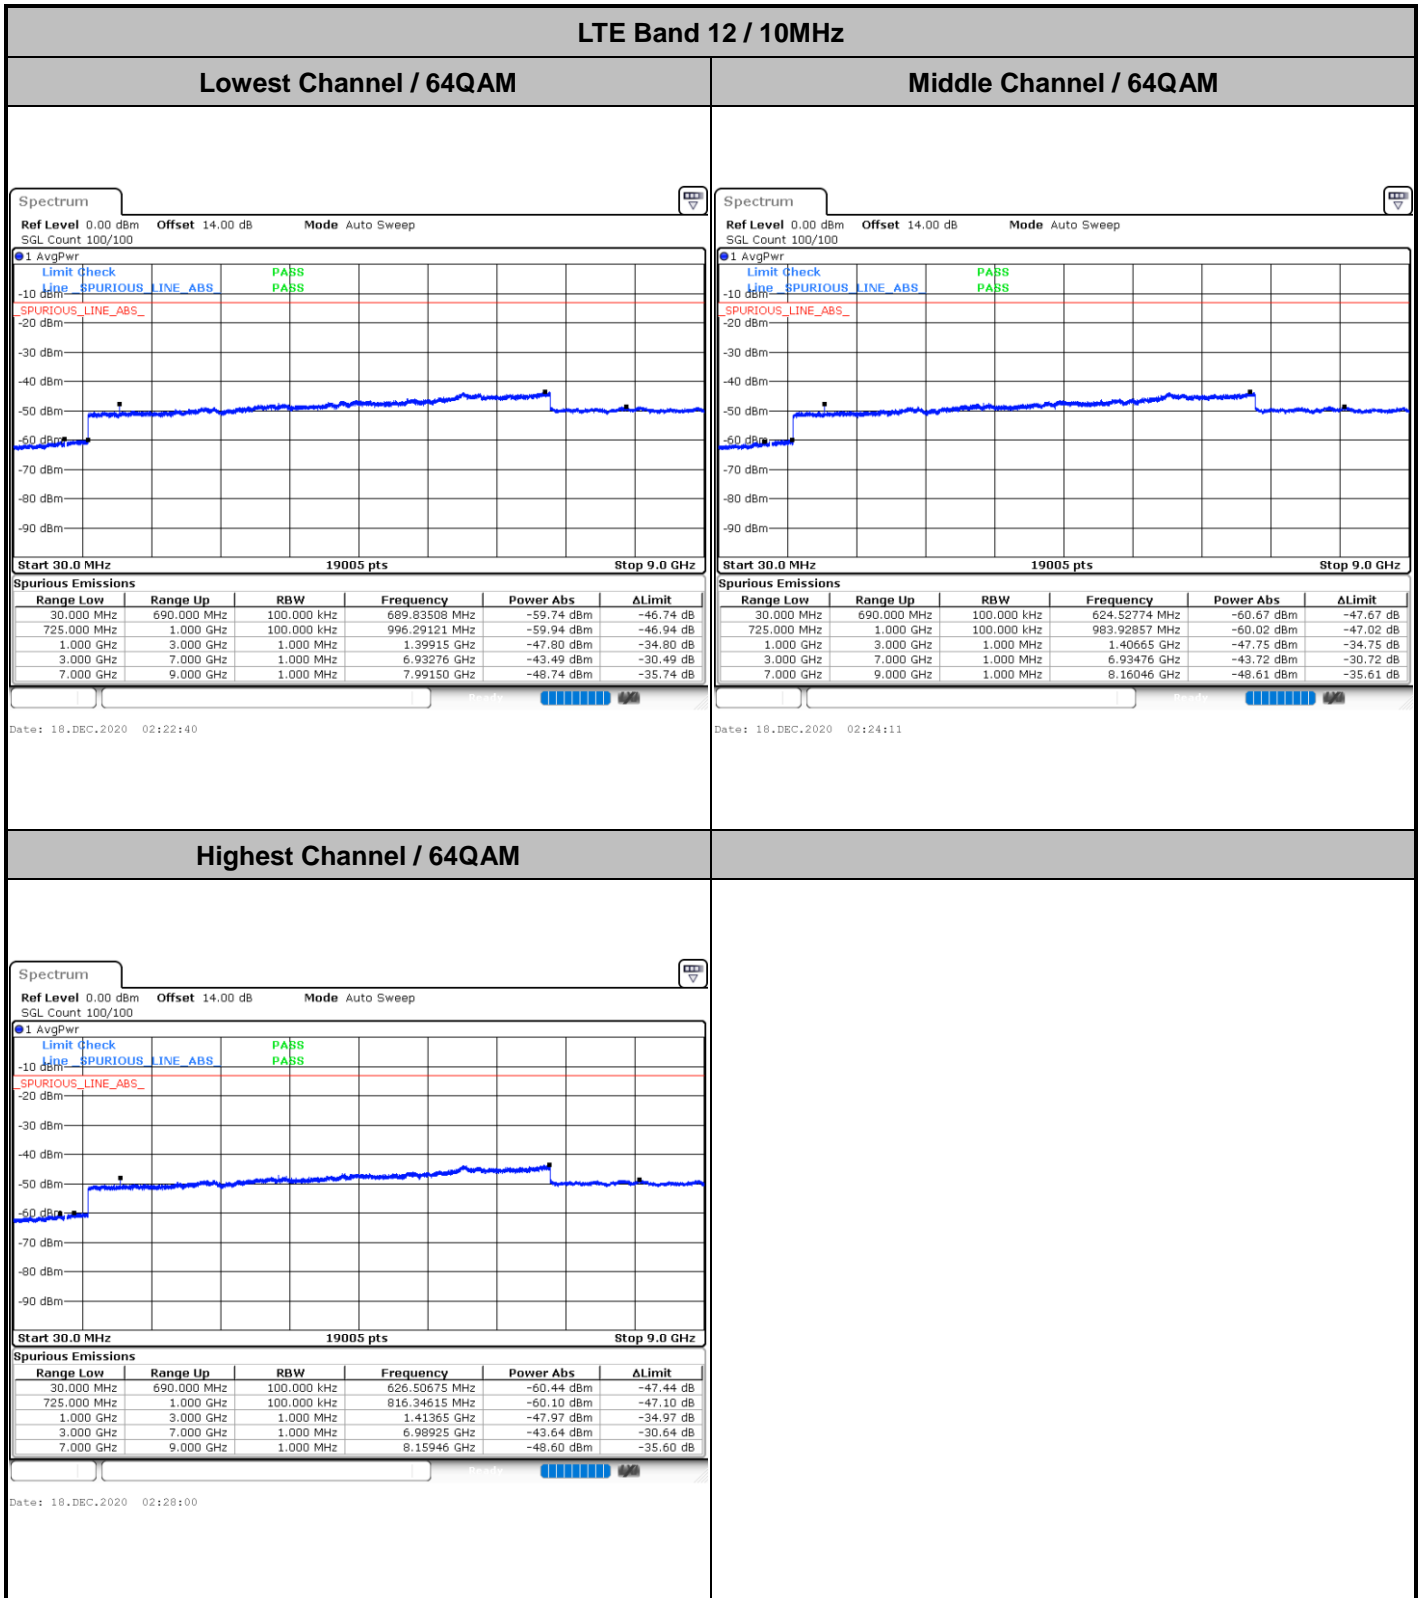 LTE Band 12 / 10MHz
Lowest Channel / 64QAM
Middle Channel / 64QAM
Spectrum
Ref Level 0.00 dBm Offset 14.00 dB Mode Auto Sweep
SGL Count 100/100
1 AvgPwr
Limit Check PASS
Line _SPURIOUS_LINE_ABS_ PASS
-10 dBm
_SPURIOUS_LINE_ABS_
-20 dBm
-30 dBm
-40 dBm
-50 dBm
-60 dBm
-70 dBm
-80 dBm
-90 dBm
Start 30.0 MHz 19005 pts Stop 9.0 GHz
Spurious Emissions
Range Low Range Up RBW Frequency Power Abs ΔLimit
30.000 MHz 690.000 MHz 100.000 kHz 689.83508 MHz -59.74 dBm -46.74 dB
725.000 MHz 1.000 GHz 100.000 kHz 996.29121 MHz -59.94 dBm -46.94 dB
1.000 GHz 3.000 GHz 1.000 MHz 1.39915 GHz -47.80 dBm -34.80 dB
3.000 GHz 7.000 GHz 1.000 MHz 6.93276 GHz -43.49 dBm -30.49 dB
7.000 GHz 9.000 GHz 1.000 MHz 7.99150 GHz -48.74 dBm -35.74 dB
Date: 18.DEC.2020 02:22:40
Spectrum
Ref Level 0.00 dBm Offset 14.00 dB Mode Auto Sweep
SGL Count 100/100
1 AvgPwr
Limit Check PASS
Line _SPURIOUS_LINE_ABS_ PASS
-10 dBm
_SPURIOUS_LINE_ABS_
-20 dBm
-30 dBm
-40 dBm
-50 dBm
-60 dBm
-70 dBm
-80 dBm
-90 dBm
Start 30.0 MHz 19005 pts Stop 9.0 GHz
Spurious Emissions
Range Low Range Up RBW Frequency Power Abs ΔLimit
30.000 MHz 690.000 MHz 100.000 kHz 624.52774 MHz -60.67 dBm -47.67 dB
725.000 MHz 1.000 GHz 100.000 kHz 983.92857 MHz -60.02 dBm -47.02 dB
1.000 GHz 3.000 GHz 1.000 MHz 1.40665 GHz -47.75 dBm -34.75 dB
3.000 GHz 7.000 GHz 1.000 MHz 6.93476 GHz -43.72 dBm -30.72 dB
7.000 GHz 9.000 GHz 1.000 MHz 8.16046 GHz -48.61 dBm -35.61 dB
Date: 18.DEC.2020 02:24:11
Highest Channel / 64QAM
Spectrum
Ref Level 0.00 dBm Offset 14.00 dB Mode Auto Sweep
SGL Count 100/100
1 AvgPwr
Limit Check PASS
Line _SPURIOUS_LINE_ABS_ PASS
-10 dBm
_SPURIOUS_LINE_ABS_
-20 dBm
-30 dBm
-40 dBm
-50 dBm
-60 dBm
-70 dBm
-80 dBm
-90 dBm
Start 30.0 MHz 19005 pts Stop 9.0 GHz
Spurious Emissions
Range Low Range Up RBW Frequency Power Abs ΔLimit
30.000 MHz 690.000 MHz 100.000 kHz 626.50675 MHz -60.44 dBm -47.44 dB
725.000 MHz 1.000 GHz 100.000 kHz 816.34615 MHz -60.10 dBm -47.10 dB
1.000 GHz 3.000 GHz 1.000 MHz 1.41365 GHz -47.97 dBm -34.97 dB
3.000 GHz 7.000 GHz 1.000 MHz 6.98925 GHz -43.64 dBm -30.64 dB
7.000 GHz 9.000 GHz 1.000 MHz 8.15946 GHz -48.60 dBm -35.60 dB
Date: 18.DEC.2020 02:28:00